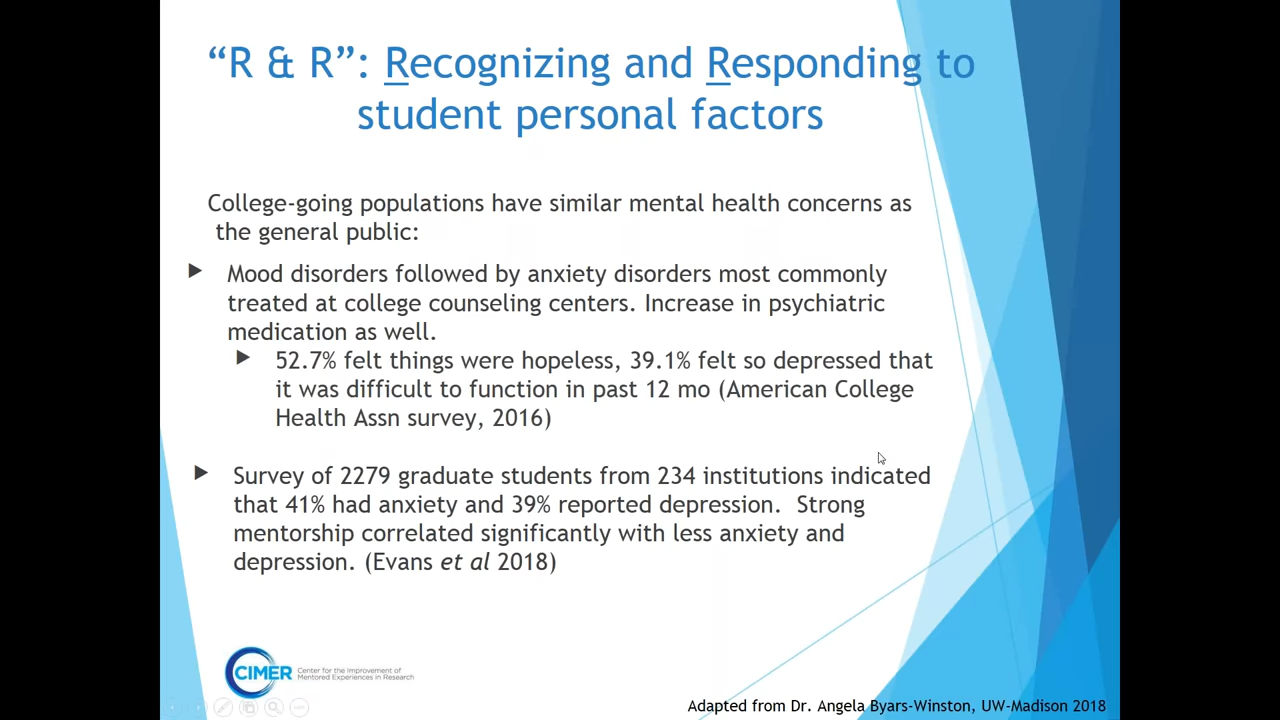 “R & R”: Recognizing and Responding to
student personal factors
College-going populations have similar mental health concerns as
the general public:
Mood disorders followed by anxiety disorders most commonly
treated at college counseling centers. Increase in psychiatric
medication as well.
52.7% felt things were hopeless, 39.1% felt so depressed that
it was difficult to function in past 12 mo (American College
Health Assn survey, 2016)
Survey of 2279 graduate students from 234 institutions indicated
that 41% had anxiety and 39% reported depression.  Strong
mentorship correlated significantly with less anxiety and
depression. (Evans et al 2018)
CIMER
Center for the Improvement of
Mentored Experiences in Research
Adapted from Dr. Angela Byars-Winston, UW-Madison 2018